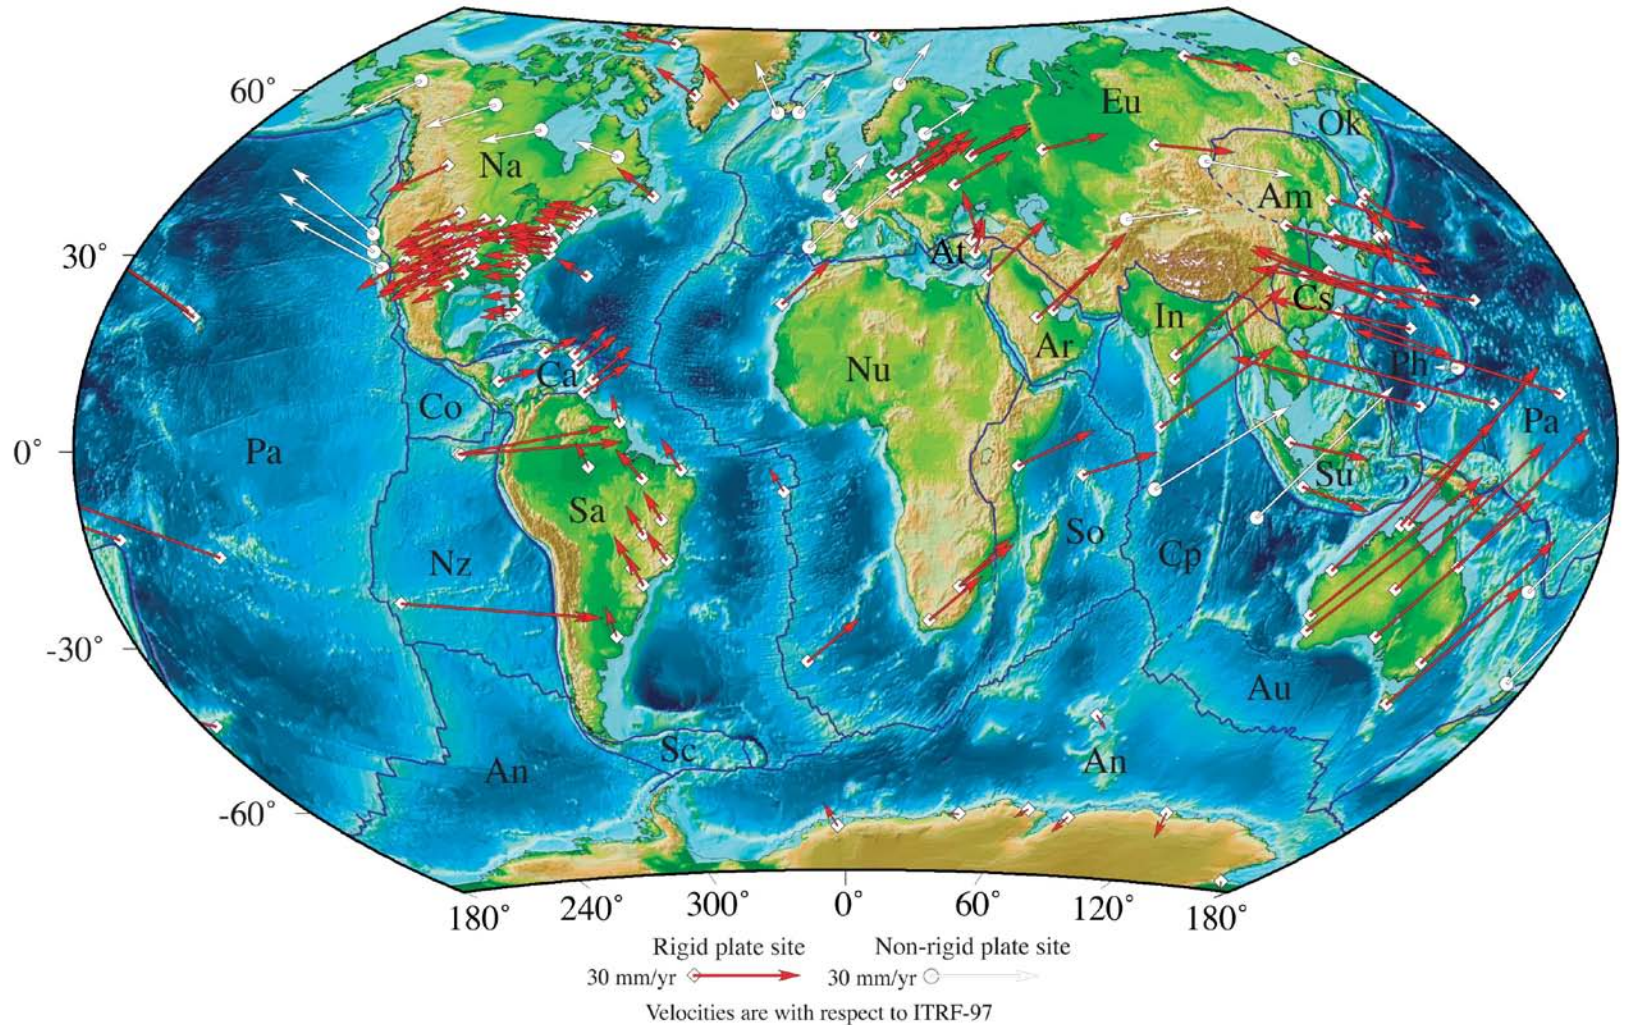 60°
Eu
Ok
Na
Am
30°
At
Cs
In
Ar
Ca
Nu
Ph
Co
Pa
Pa
0°
Su
Sa
So
Nz
Cp
-30°
Au
Sc
An
An
-60°
180° 240° 300° 0° 60° 120° 180°
Rigid plate site Non-rigid plate site
30 mm/yr 30 mm/yr
Velocities are with respect to ITRF-97